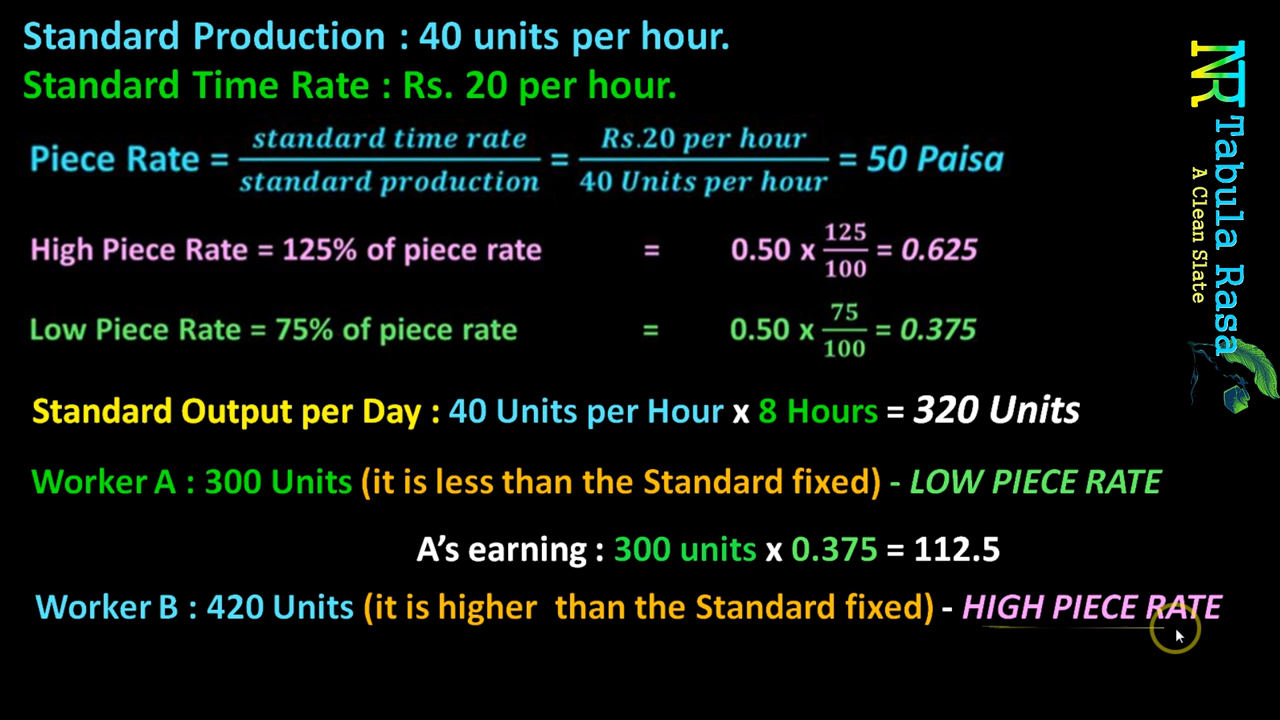 Standard Production : 40 units per hour.
Standard Time Rate : Rs. 20 per hour.
Piece Rate = standard time rate / standard production = Rs.20 per hour / 40 Units per hour = 50 Paisa
High Piece Rate = 125% of piece rate = 0.50 x 125/100 = 0.625
Low Piece Rate = 75% of piece rate = 0.50 x 75/100 = 0.375
Standard Output per Day : 40 Units per Hour x 8 Hours = 320 Units
Worker A : 300 Units (it is less than the Standard fixed) - LOW PIECE RATE
A’s earning : 300 units x 0.375 = 112.5
Worker B : 420 Units (it is higher than the Standard fixed) - HIGH PIECE RATE
NR Tabula Rasa
A Clean Slate